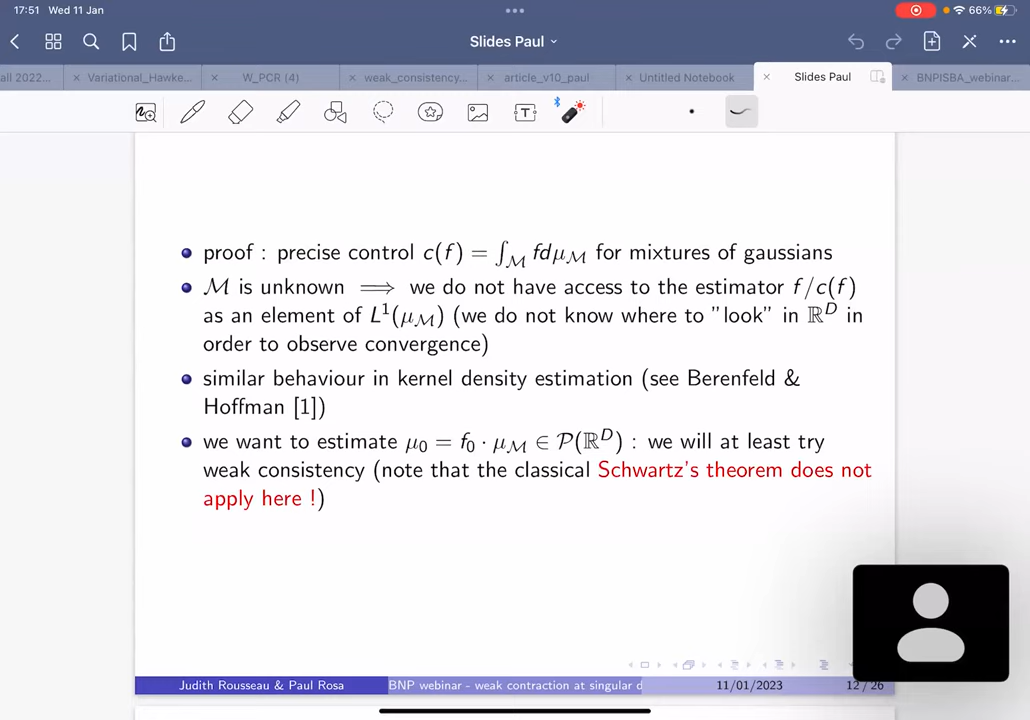 17:51 Wed 11 Jan
66%
Slides Paul
all 2022...
Variational_Hawke...
W_PCR (4)
weak_consistency...
article_v10_paul
Untitled Notebook
Slides Paul
BNPISBA_webinar...
proof : precise control c(f) = ∫_M fdμ_M for mixtures of gaussians
M is unknown ⟹ we do not have access to the estimator f/c(f)
as an element of L¹(μ_M) (we do not know where to "look" in ℝ^D in
order to observe convergence)
similar behaviour in kernel density estimation (see Berenfeld &
Hoffman [1])
we want to estimate μ₀ = f₀ · μ_M ∈ P(ℝ^D) : we will at least try
weak consistency (note that the classical Schwartz's theorem does not
apply here !)
Judith Rousseau & Paul Rosa
BNP webinar - weak contraction at singular d
11/01/2023
12 / 26